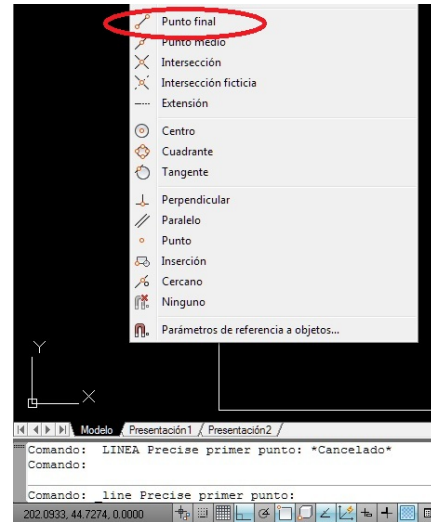 Punto final
Punto medio
Intersección
Intersección ficticia
Extensión
Centro
Cuadrante
Tangente
Perpendicular
Paralelo
Punto
Inserción
Cercano
Ninguno
Parámetros de referencia a objetos...
Y
X
Modelo Presentación1 Presentación2
Comando: LINEA Precise primer punto: *Cancelado*
Comando:
Comando: _line Precise primer punto:
202.0933, 44.7274, 0.0000